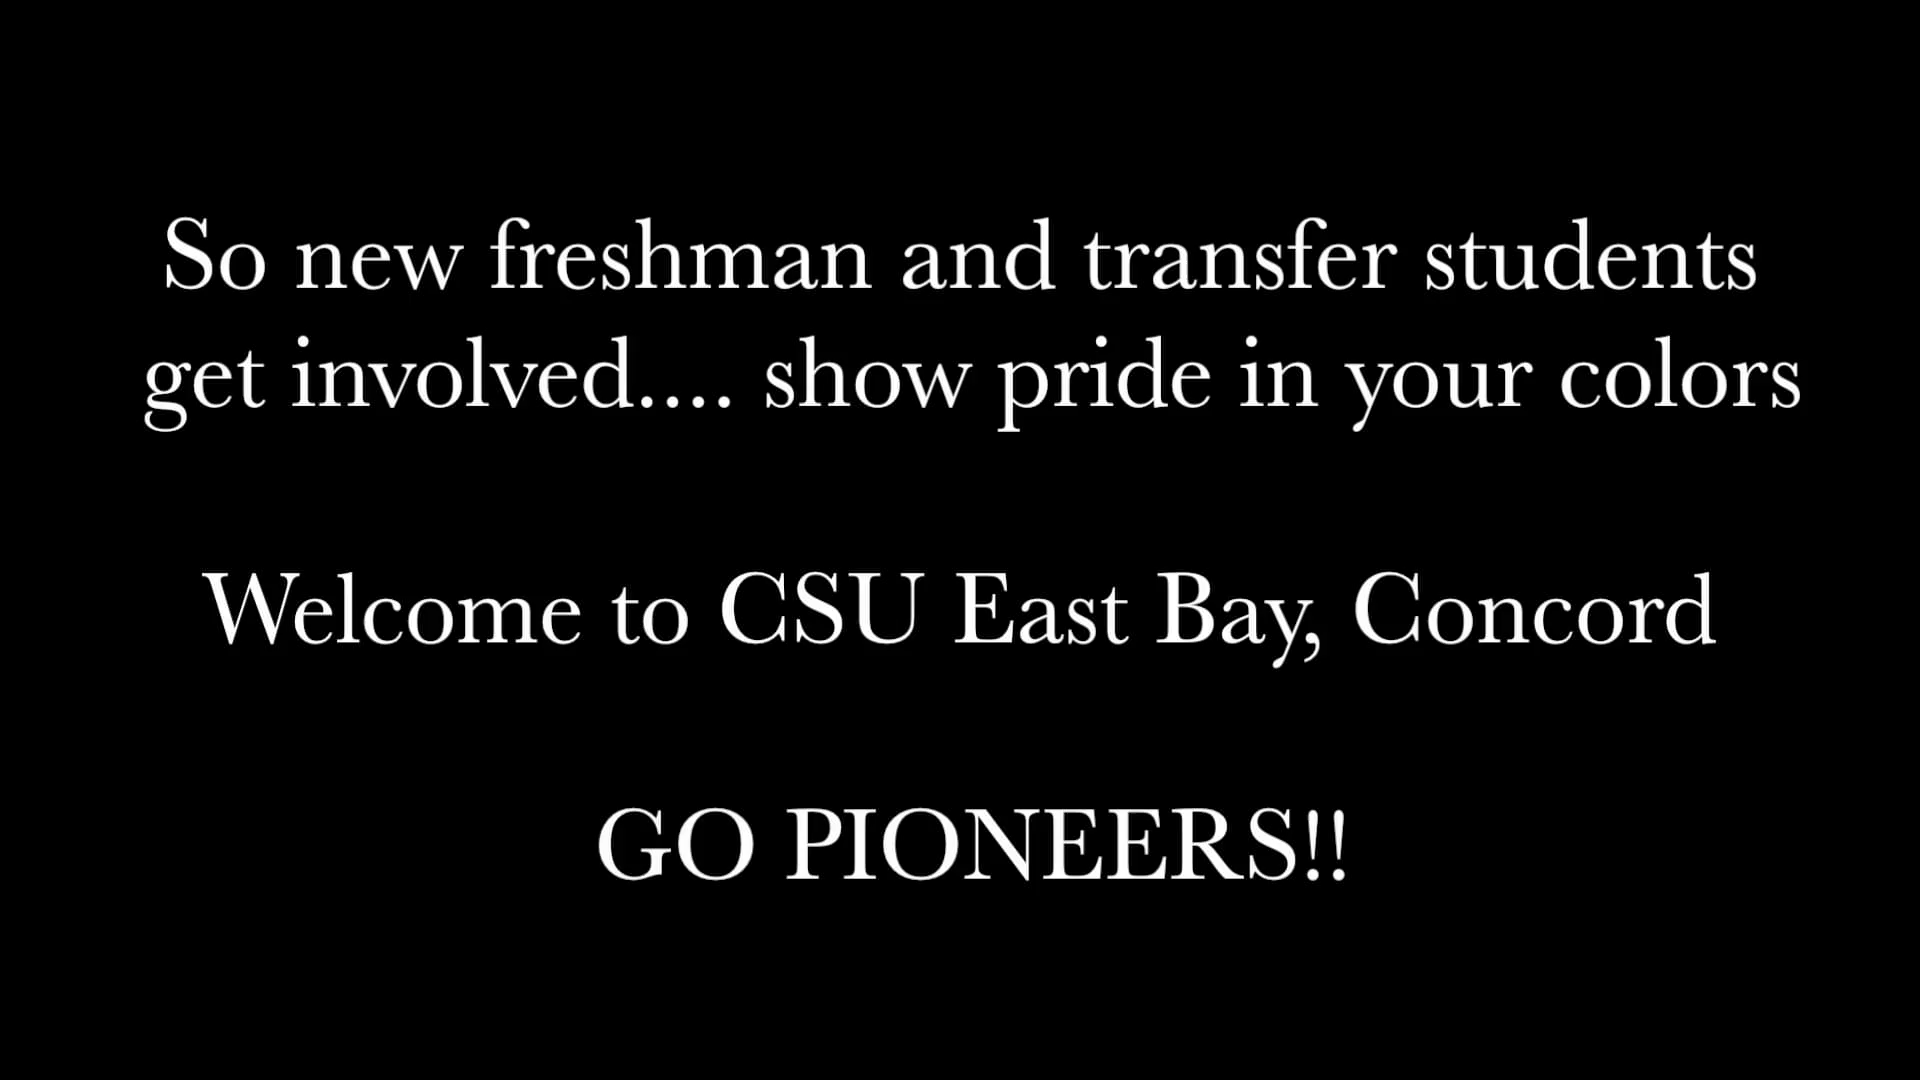 So new freshman and transfer students
get involved.... show pride in your colors
Welcome to CSU East Bay, Concord
GO PIONEERS!!